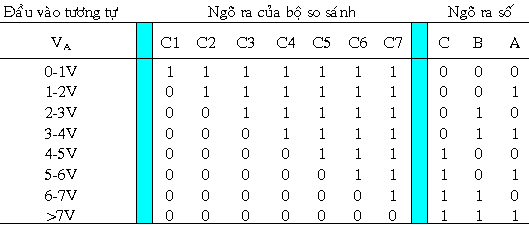 Đầu vào tương tự Ngõ ra của bộ so sánh Ngõ ra số
VA C1 C2 C3 C4 C5 C6 C7 C B A
0-1V 1 1 1 1 1 1 1 0 0 0
1-2V 0 1 1 1 1 1 1 0 0 1
2-3V 0 0 1 1 1 1 1 0 1 0
3-4V 0 0 0 1 1 1 1 0 1 1
4-5V 0 0 0 0 1 1 1 1 0 0
5-6V 0 0 0 0 0 1 1 1 0 1
6-7V 0 0 0 0 0 0 1 1 1 0
>7V 0 0 0 0 0 0 0 1 1 1